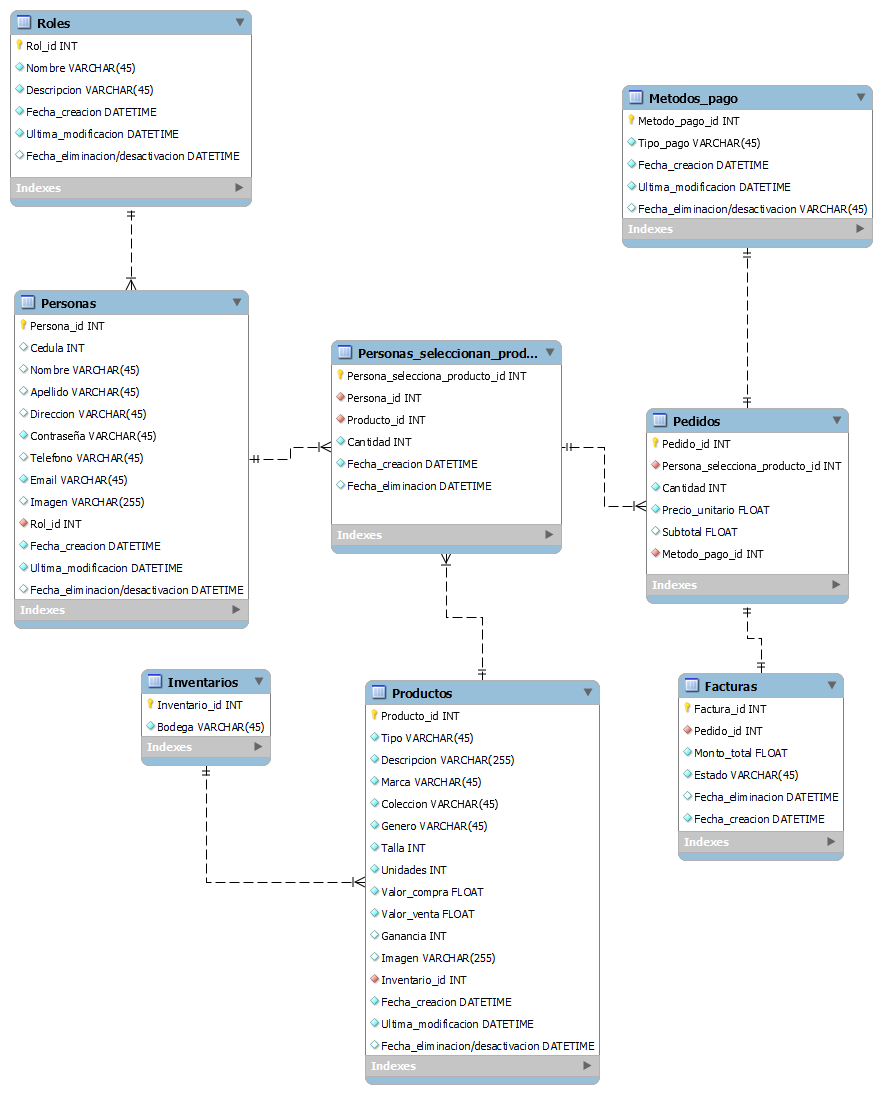 Roles
Rol_id INT
Nombre VARCHAR(45)
Descripcion VARCHAR(45)
Fecha_creacion DATETIME
Ultima_modificacion DATETIME
Fecha_eliminacion/desactivacion DATETIME
Indexes
Metodos_pago
Metodo_pago_id INT
Tipo_pago VARCHAR(45)
Fecha_creacion DATETIME
Ultima_modificacion DATETIME
Fecha_eliminacion/desactivacion VARCHAR(45)
Indexes
Personas
Persona_id INT
Cedula INT
Nombre VARCHAR(45)
Apellido VARCHAR(45)
Direccion VARCHAR(45)
Contraseña VARCHAR(45)
Telefono VARCHAR(45)
Email VARCHAR(45)
Imagen VARCHAR(255)
Rol_id INT
Fecha_creacion DATETIME
Ultima_modificacion DATETIME
Fecha_eliminacion/desactivacion DATETIME
Indexes
Personas_seleccionan_prod...
Persona_selecciona_producto_id INT
Persona_id INT
Producto_id INT
Cantidad INT
Fecha_creacion DATETIME
Fecha_eliminacion DATETIME
Indexes
Pedidos
Pedido_id INT
Persona_selecciona_producto_id INT
Cantidad INT
Precio_unitario FLOAT
Subtotal FLOAT
Metodo_pago_id INT
Indexes
Inventarios
Inventario_id INT
Bodega VARCHAR(45)
Indexes
Productos
Producto_id INT
Tipo VARCHAR(45)
Descripcion VARCHAR(255)
Marca VARCHAR(45)
Coleccion VARCHAR(45)
Genero VARCHAR(45)
Talla INT
Unidades INT
Valor_compra FLOAT
Valor_venta FLOAT
Ganancia INT
Imagen VARCHAR(255)
Inventario_id INT
Fecha_creacion DATETIME
Ultima_modificacion DATETIME
Fecha_eliminacion/desactivacion DATETIME
Indexes
Facturas
Factura_id INT
Pedido_id INT
Monto_total FLOAT
Estado VARCHAR(45)
Fecha_eliminacion DATETIME
Fecha_creacion DATETIME
Indexes